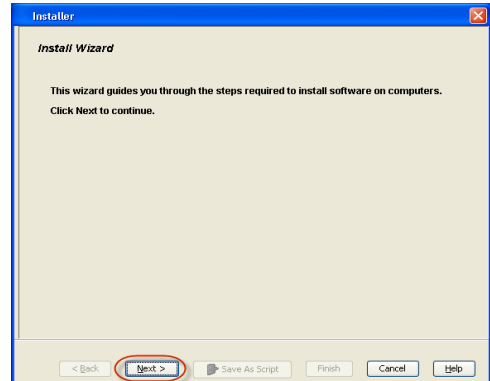 Installer
Install Wizard
This wizard guides you through the steps required to install software on computers.
Click Next to continue.
< Back Next > Save As Script Finish Cancel Help